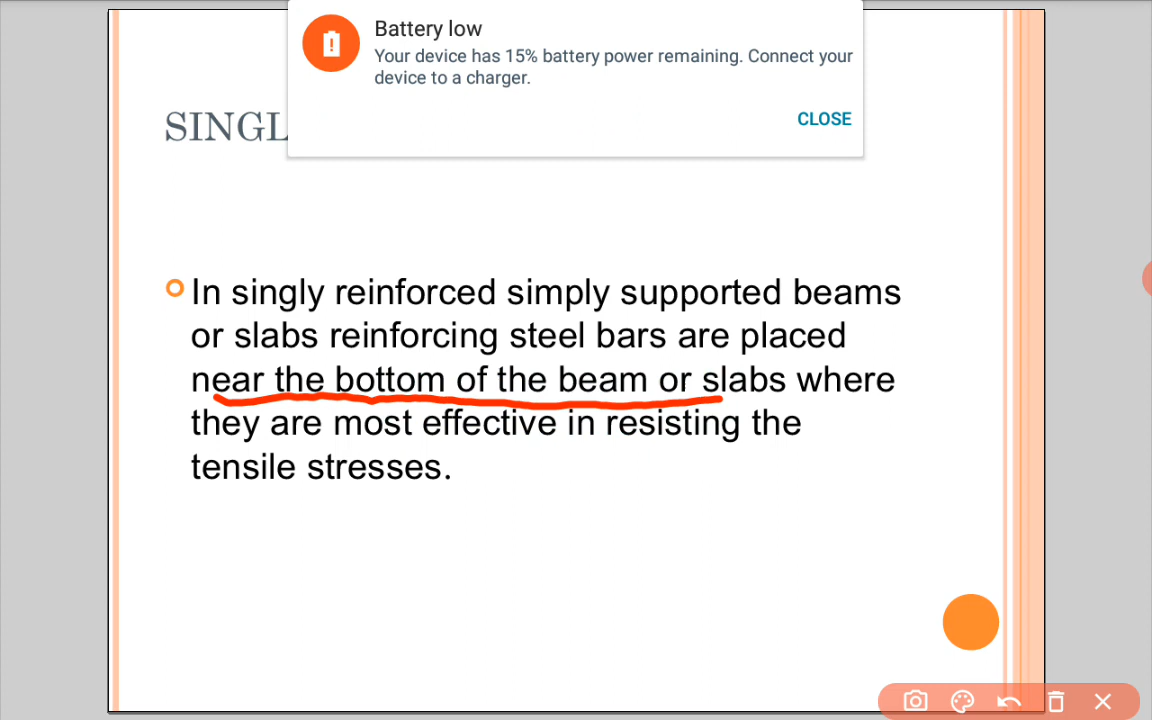 Battery low
Your device has 15% battery power remaining. Connect your
device to a charger.
CLOSE
SINGL
In singly reinforced simply supported beams
or slabs reinforcing steel bars are placed
near the bottom of the beam or slabs where
they are most effective in resisting the
tensile stresses.